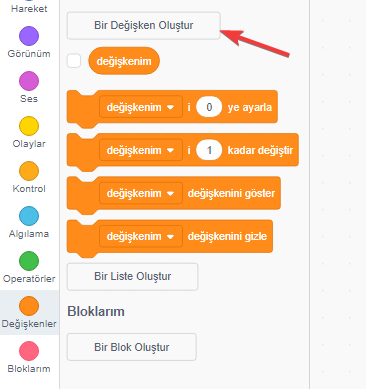 Hareket
Görünüm
Ses
Olaylar
Kontrol
Algılama
Operatörler
Değişkenler
Bloklarım
Bir Değişken Oluştur
değişkenim
değişkenim i 0 ye ayarla
değişkenim i 1 kadar değiştir
değişkenim değişkenini göster
değişkenim değişkenini gizle
Bir Liste Oluştur
Bloklarım
Bir Blok Oluştur